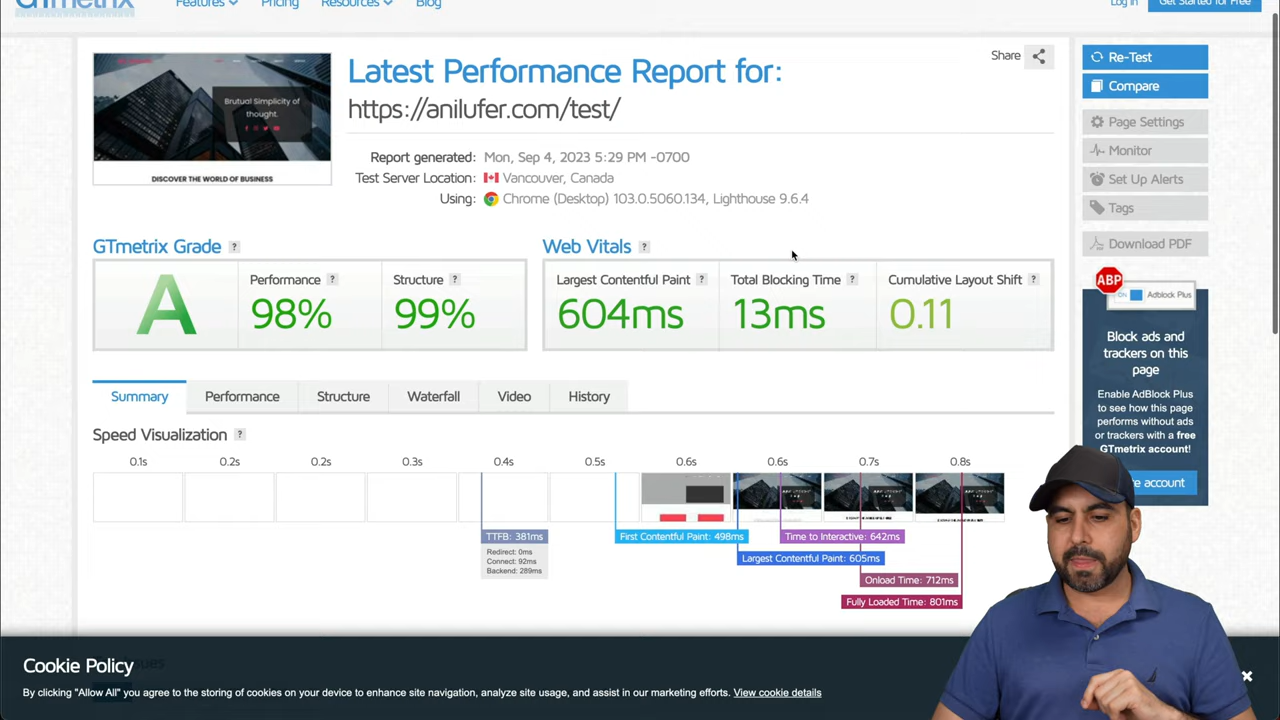 GTmetrix
Features
Pricing
Resources
Blog
Log in
Get Started for Free
Brutual Simplicity of
thought.
DISCOVER THE WORLD OF BUSINESS
Latest Performance Report for:
https://anilufer.com/test/
Share
Report generated: Mon, Sep 4, 2023 5:29 PM -0700
Test Server Location: Vancouver, Canada
Using: Chrome (Desktop) 103.0.5060.134, Lighthouse 9.6.4
Re-Test
Compare
Page Settings
Monitor
Set Up Alerts
Tags
Download PDF
GTmetrix Grade ?
A
Performance ?
98%
Structure ?
99%
Web Vitals ?
Largest Contentful Paint ?
604ms
Total Blocking Time ?
13ms
Cumulative Layout Shift ?
0.11
ABP
ON
Adblock Plus
Block ads and
trackers on this
page
Enable AdBlock Plus
to see how this page
performs without ads
or trackers with a free
GTmetrix account!
account
Summary
Performance
Structure
Waterfall
Video
History
Speed Visualization ?
0.1s
0.2s
0.2s
0.3s
0.4s
0.5s
0.6s
0.6s
0.7s
0.8s
TTFB: 381ms
Redirect: 0ms
Connect: 92ms
Backend: 289ms
First Contentful Paint: 498ms
Time to Interactive: 642ms
Largest Contentful Paint: 605ms
Onload Time: 712ms
Fully Loaded Time: 801ms
Cookie Policy
By clicking "Allow All" you agree to the storing of cookies on your device to enhance site navigation, analyze site usage, and assist in our marketing efforts. View cookie details